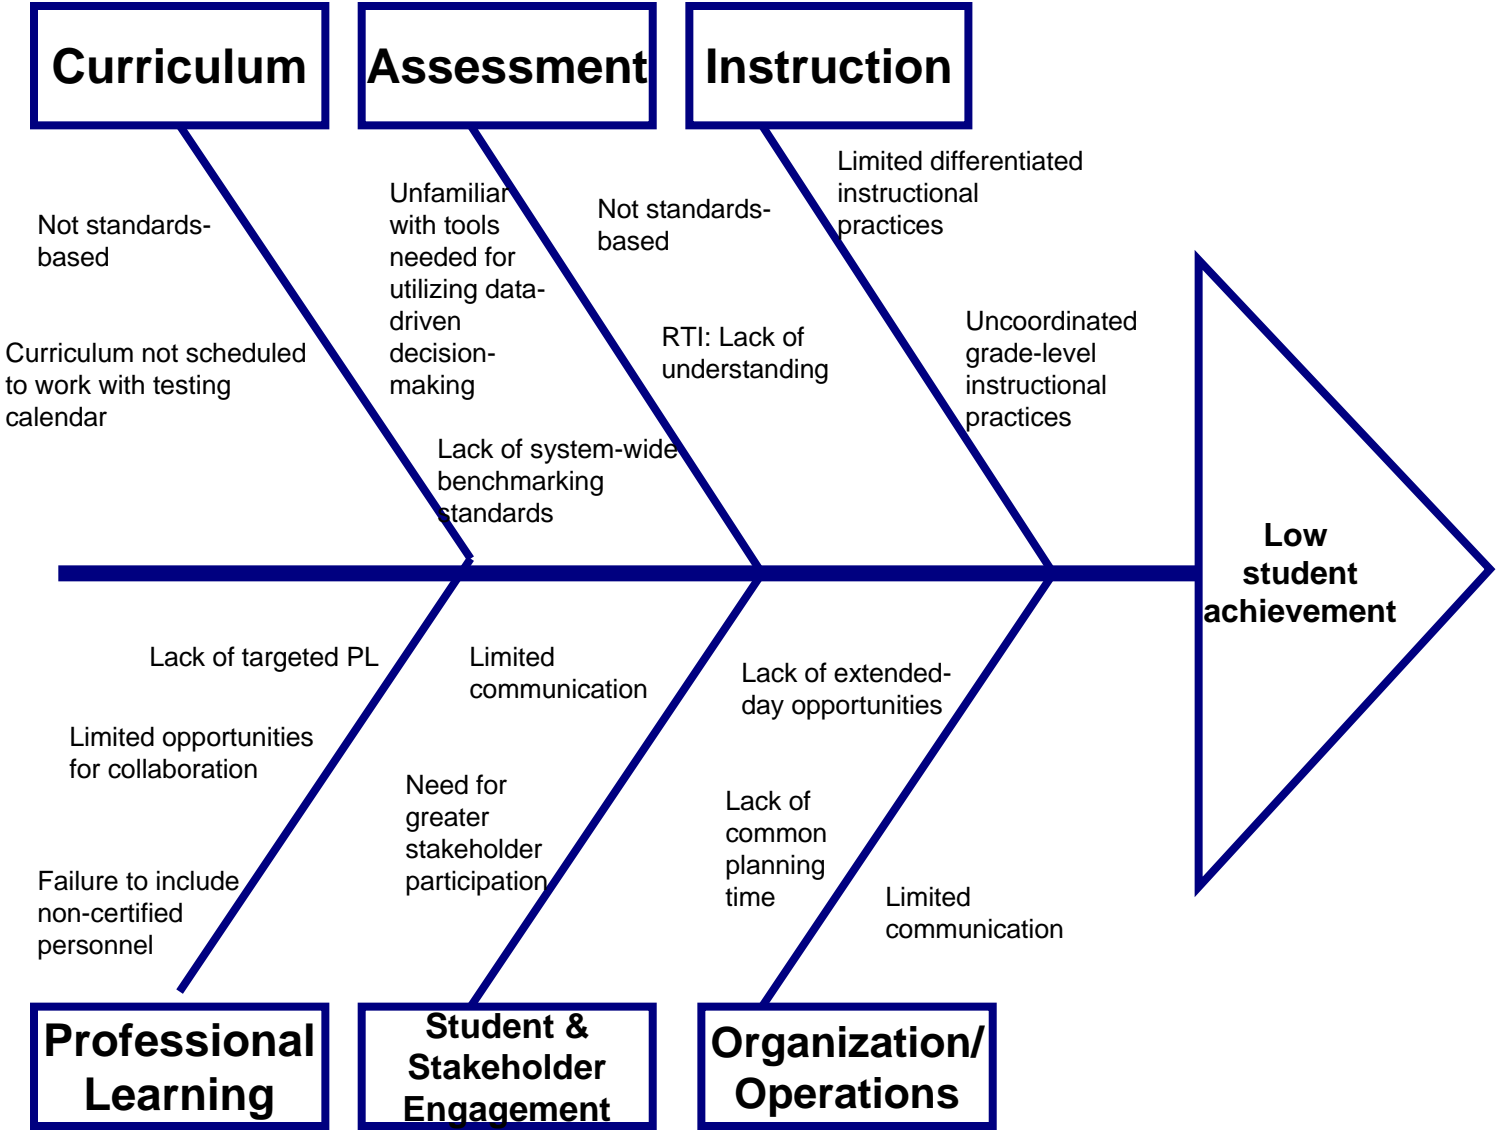 Curriculum
Assessment
Instruction
Not standards-
based
Curriculum not scheduled
to work with testing
calendar
Unfamiliar
with tools
needed for
utilizing data-
driven
decision-
making
Lack of system-wide
benchmarking
standards
Not standards-
based
RTI: Lack of
understanding
Limited differentiated
instructional
practices
Uncoordinated
grade-level
instructional
practices
Low
student
achievement
Lack of targeted PL
Limited opportunities
for collaboration
Failure to include
non-certified
personnel
Limited
communication
Need for
greater
stakeholder
participation
Lack of extended-
day opportunities
Lack of
common
planning
time
Limited
communication
Professional
Learning
Student &
Stakeholder
Engagement
Organization/
Operations